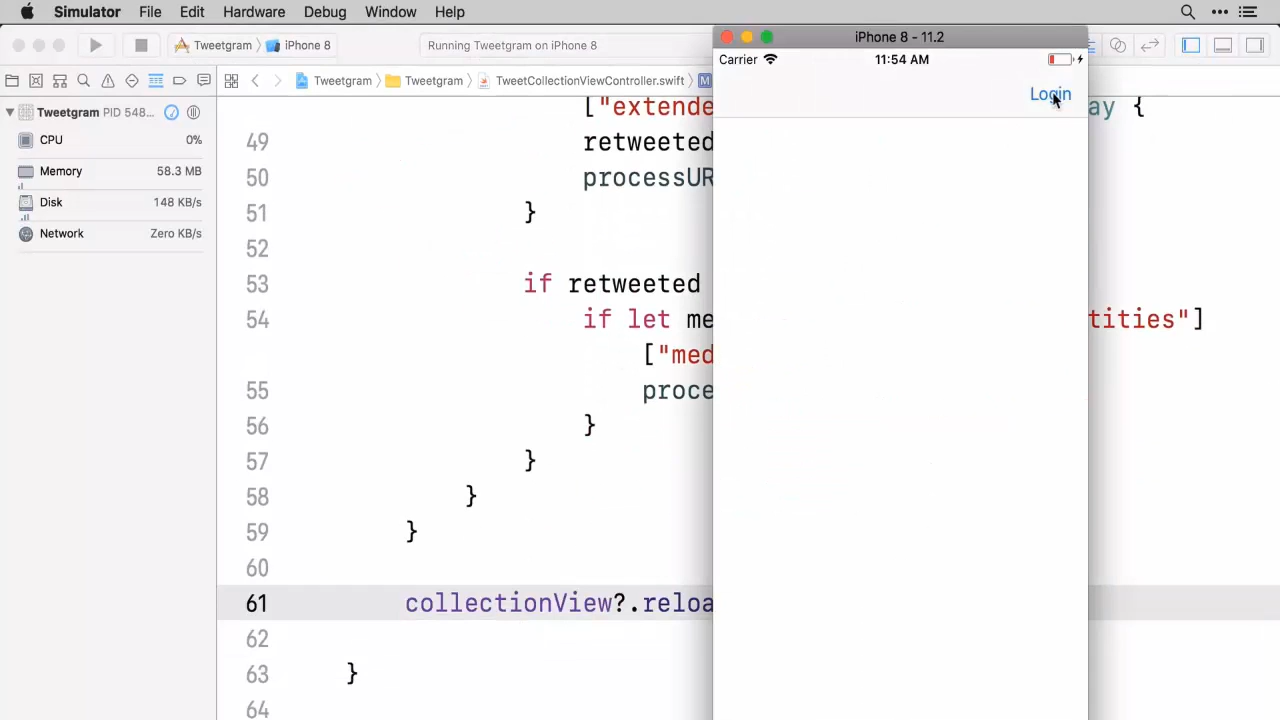 Simulator File Edit Hardware Debug Window Help
Tweetgram iPhone 8 Running Tweetgram on iPhone 8
iPhone 8 - 11.2
Carrier 11:54 AM
Login
Tweetgram Tweetgram TweetCollectionViewController.swift M
Tweetgram PID 548...
CPU 0%
Memory 58.3 MB
Disk 148 KB/s
Network Zero KB/s
["extende ay {
49 retweeted
50 processUR
51 }
52
53 if retweeted
54 if let me tities"]
["med
55 proce
56 }
57 }
58 }
59 }
60
61 collectionView?.reloa
62
63 }
64